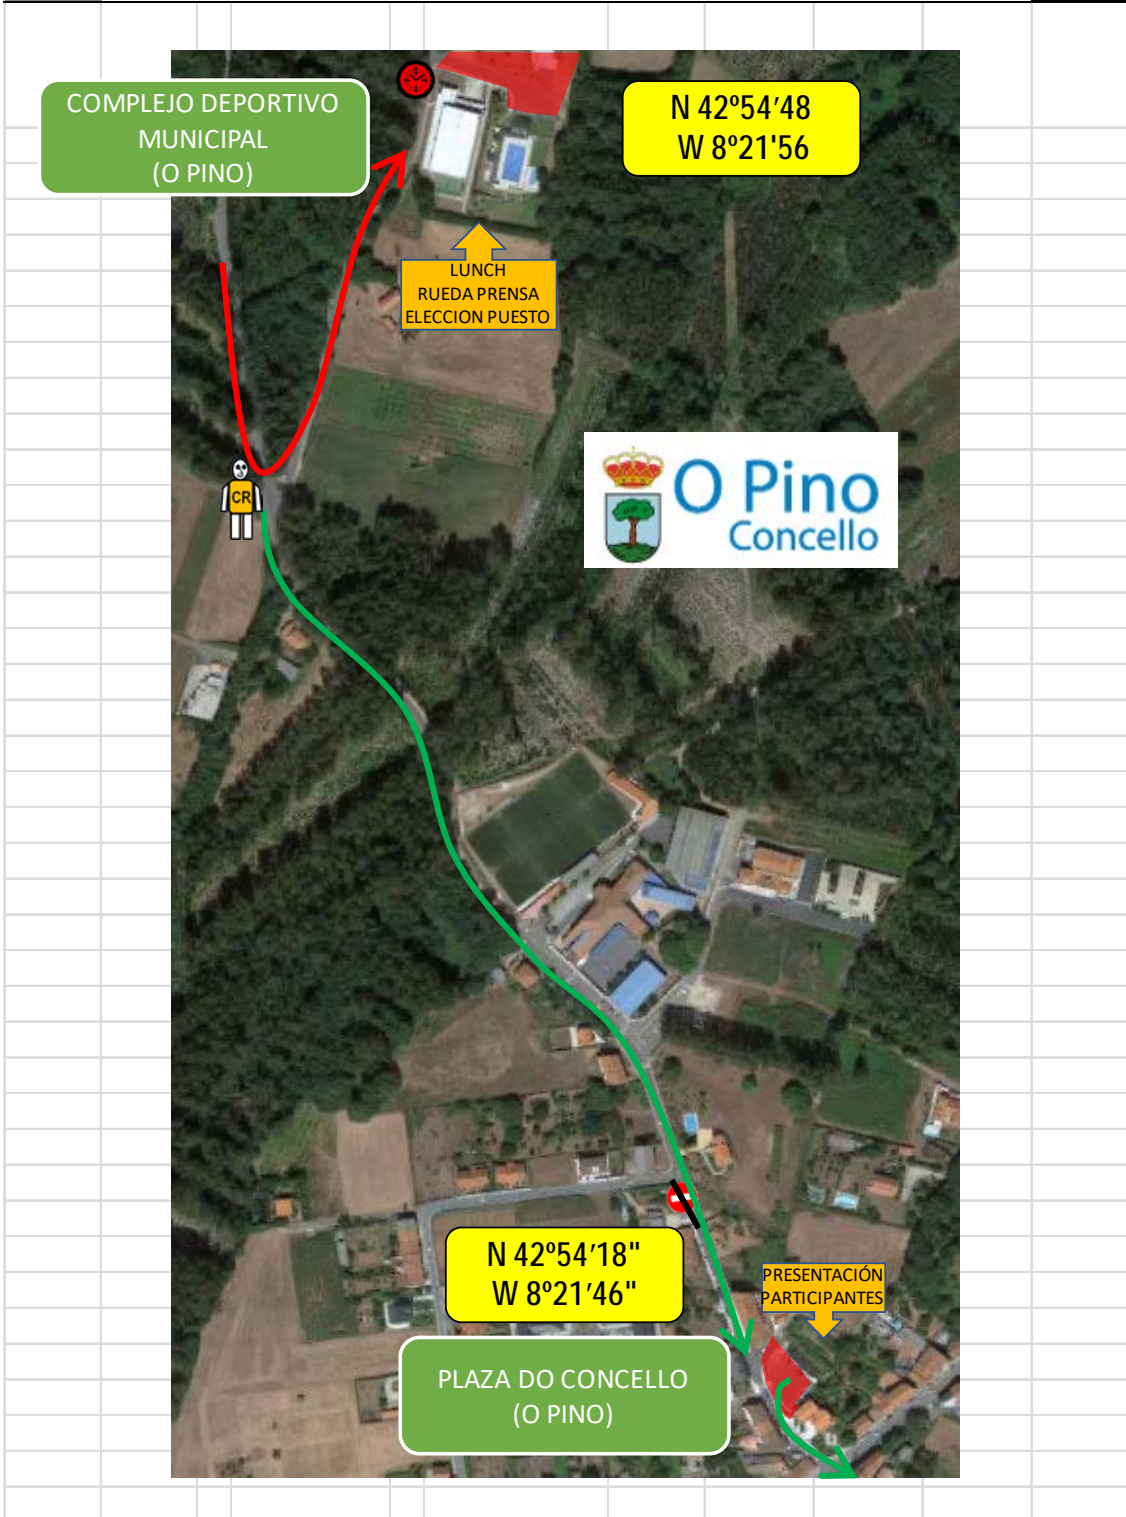 COMPLEJO DEPORTIVO
MUNICIPAL
(O PINO)
N 42º54′48
W 8º21'56
LUNCH
RUEDA PRENSA
ELECCION PUESTO
O Pino
Concello
CR
N 42º54′18"
W 8º21′46"
PRESENTACIÓN
PARTICIPANTES
PLAZA DO CONCELLO
(O PINO)